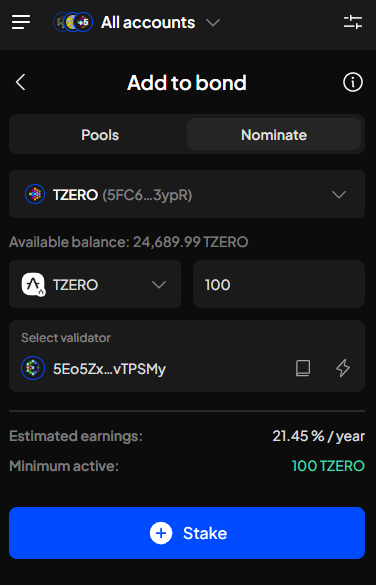 +5 All accounts
Add to bond
Pools Nominate
TZERO (5FC6...3ypR)
Available balance: 24,689.99 TZERO
TZERO 100
Select validator
5Eo5Zx...vTPSMy
Estimated earnings: 21.45 % / year
Minimum active: 100 TZERO
Stake